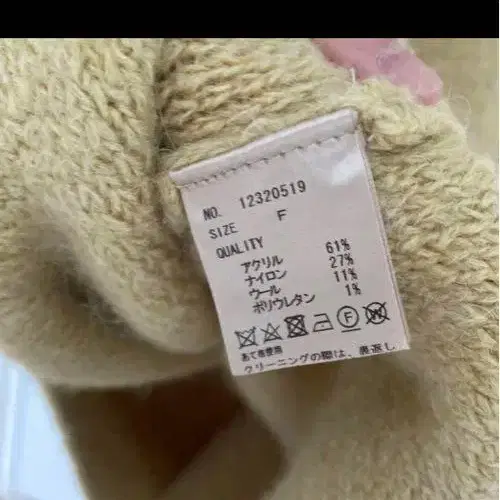 NO. 12320519
SIZE F
QUALITY
アクリル 61%
ナイロン 27%
ウール 11%
ポリウレタン 1%
F W
あて布使用
クリーニングの際は、裏返し